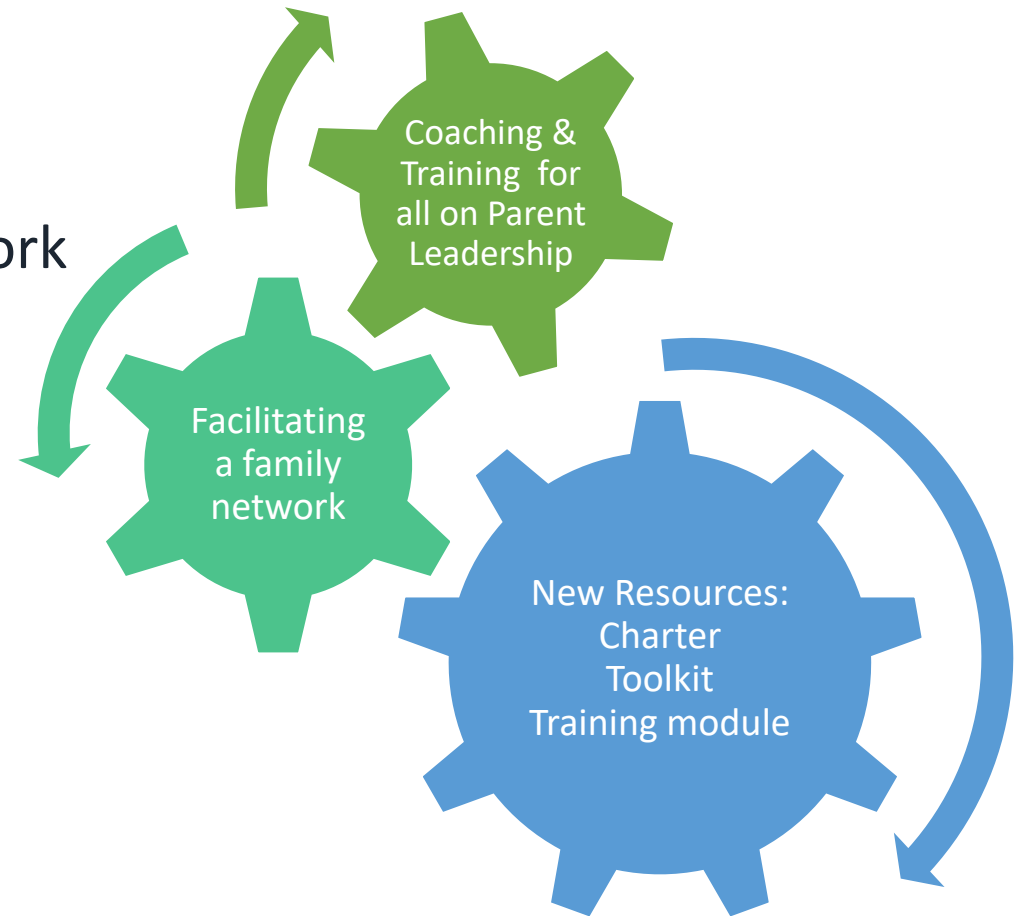 Coaching &
Training for
all on Parent
Leadership
ork
Facilitating
a family
network
New Resources:
Charter
Toolkit
Training module